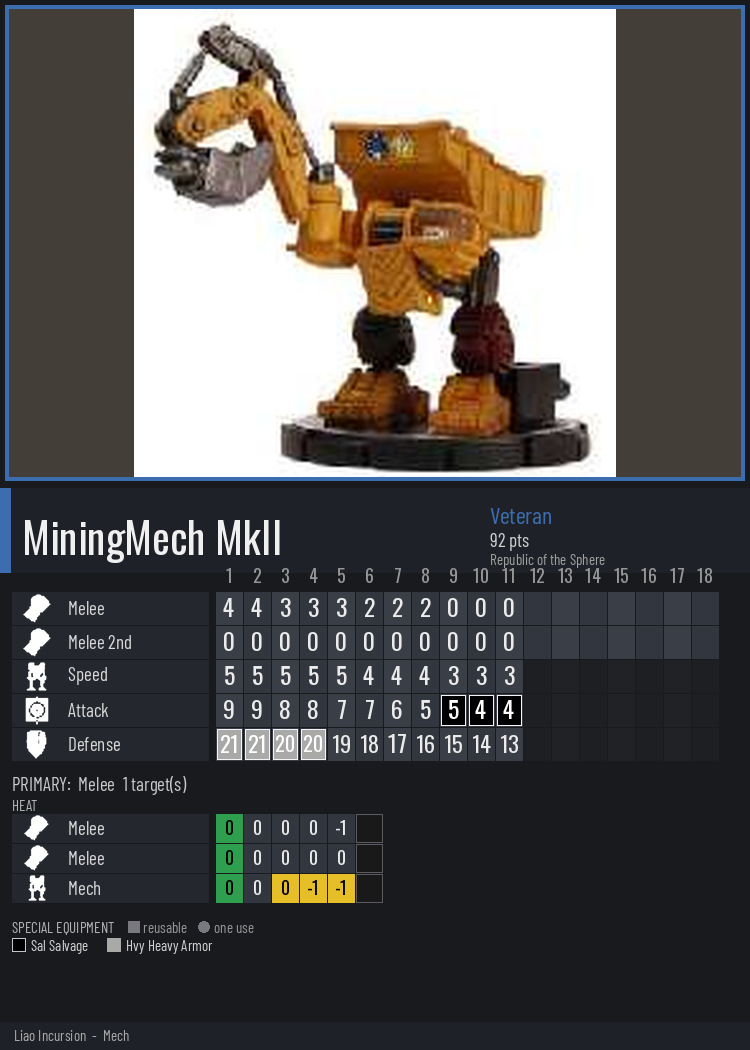 MiningMech MkII
Veteran
92 pts
Republic of the Sphere
1 2 3 4 5 6 7 8 9 10 11 12 13 14 15 16 17 18
Melee 4 4 3 3 3 2 2 2 0 0 0
Melee 2nd 0 0 0 0 0 0 0 0 0 0 0
Speed 5 5 5 5 5 4 4 4 3 3 3
Attack 9 9 8 8 7 7 6 5 5 4 4
Defense 21 21 20 20 19 18 17 16 15 14 13
PRIMARY: Melee 1 target(s)
HEAT
Melee 0 0 0 0 -1
Melee 0 0 0 0 0
Mech 0 0 0 -1 -1
SPECIAL EQUIPMENT reusable one use
Sal Salvage Hvy Heavy Armor
Liao Incursion - Mech